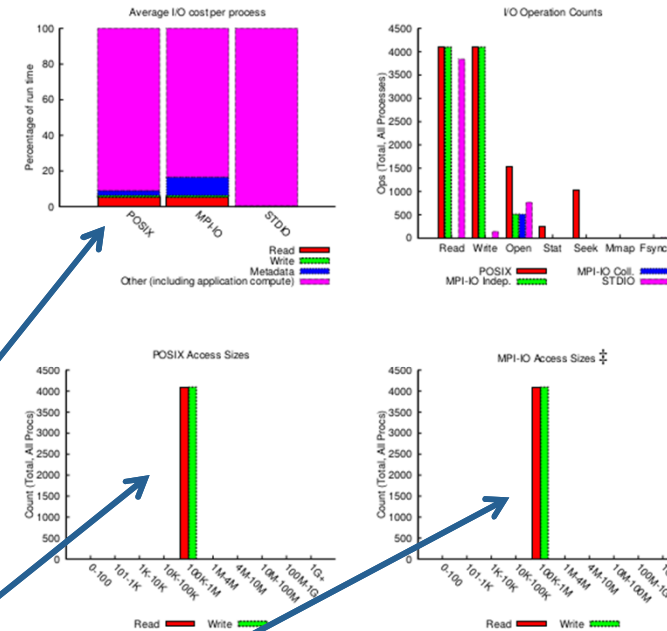 Average I/O cost per process
Percentage of run time
100
80
60
40
20
0
POSIX
MPI-IO
STDIO
Read
Write
Metadata
Other (including application compute)
I/O Operation Counts
Ops (Total, All Processes)
4500
4000
3500
3000
2500
2000
1500
1000
500
0
Read Write Open Stat Seek Mmap Fsync
POSIX MPI-IO Coll.
MPI-IO Indep. STDIO
POSIX Access Sizes
Count (Total, All Procs)
4500
4000
3500
3000
2500
2000
1500
1000
500
0
0-100
101-1K
1K-10K
10K-100K
100K-1M
1M-4M
4M-10M
10M-100M
100M-1G
1G+
Read Write
MPI-IO Access Sizes ‡
Count (Total, All Procs)
4500
4000
3500
3000
2500
2000
1500
1000
500
0
0-100
101-1K
1K-10K
10K-100K
100K-1M
1M-4M
4M-10M
10M-100M
100M-1G
Read Write